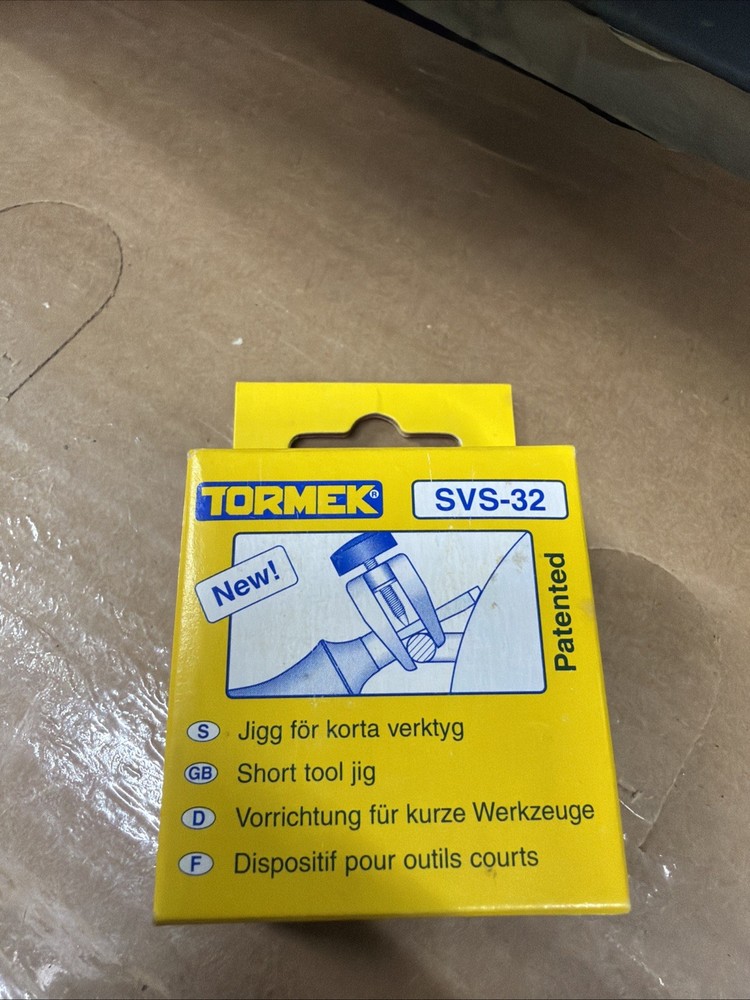 TORMEK®
SVS-32
New!
Patented
S Jigg för korta verktyg
GB Short tool jig
D Vorrichtung für kurze Werkzeuge
F Dispositif pour outils courts